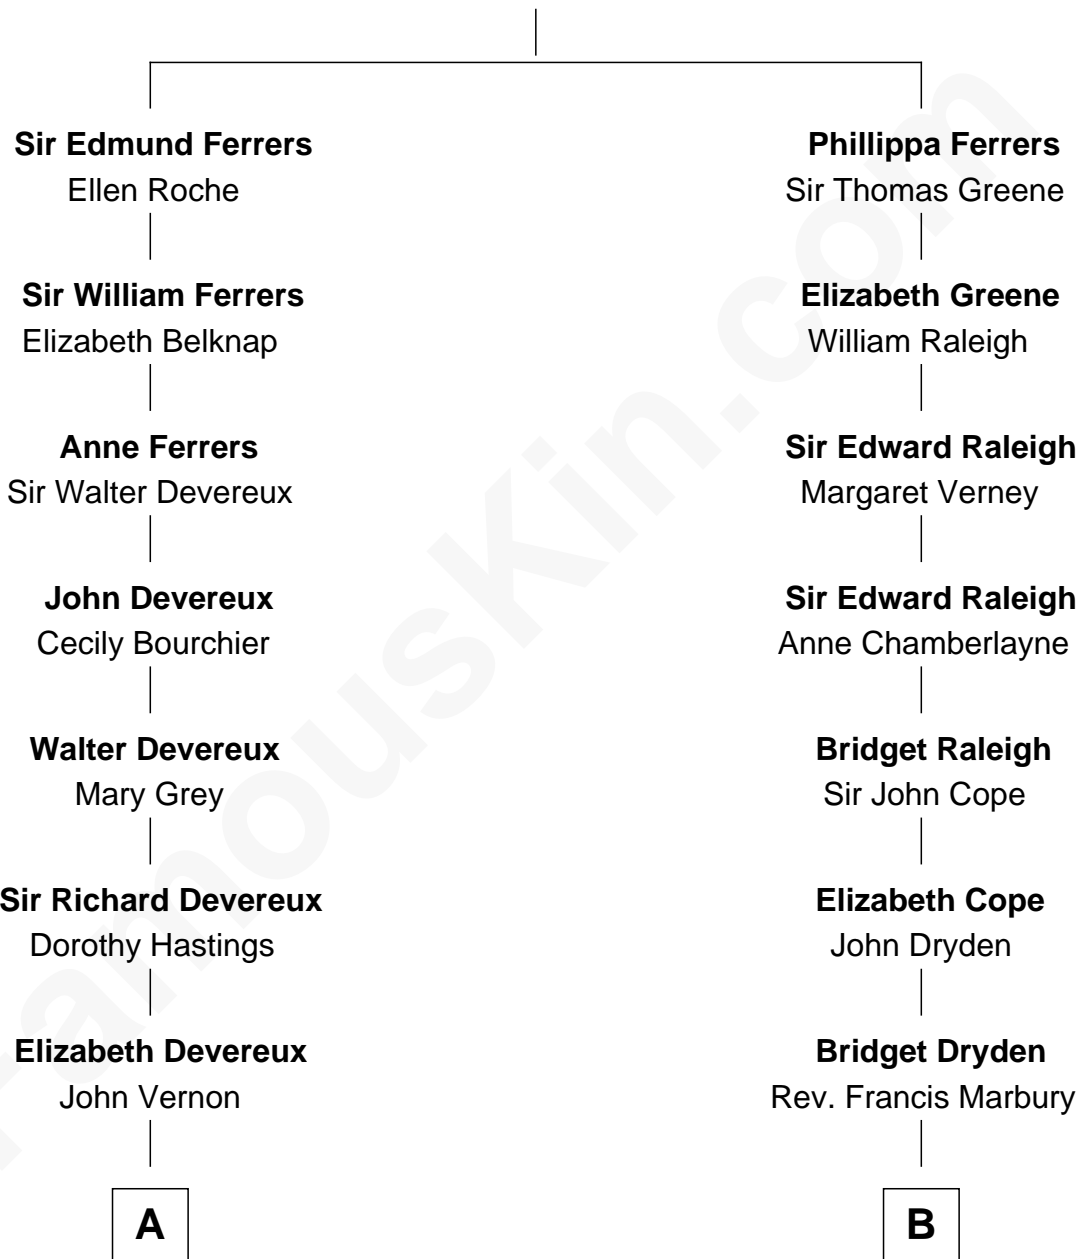 Sir Edmund Ferrers
Ellen Roche
Sir William Ferrers
Elizabeth Belknap
Anne Ferrers
Sir Walter Devereux
John Devereux
Cecily Bourchier
Walter Devereux
Mary Grey
Sir Richard Devereux
Dorothy Hastings
Elizabeth Devereux
John Vernon
A
Phillippa Ferrers
Sir Thomas Greene
Elizabeth Greene
William Raleigh
Sir Edward Raleigh
Margaret Verney
Sir Edward Raleigh
Anne Chamberlayne
Bridget Raleigh
Sir John Cope
Elizabeth Cope
John Dryden
Bridget Dryden
Rev. Francis Marbury
B
FamousKin.com